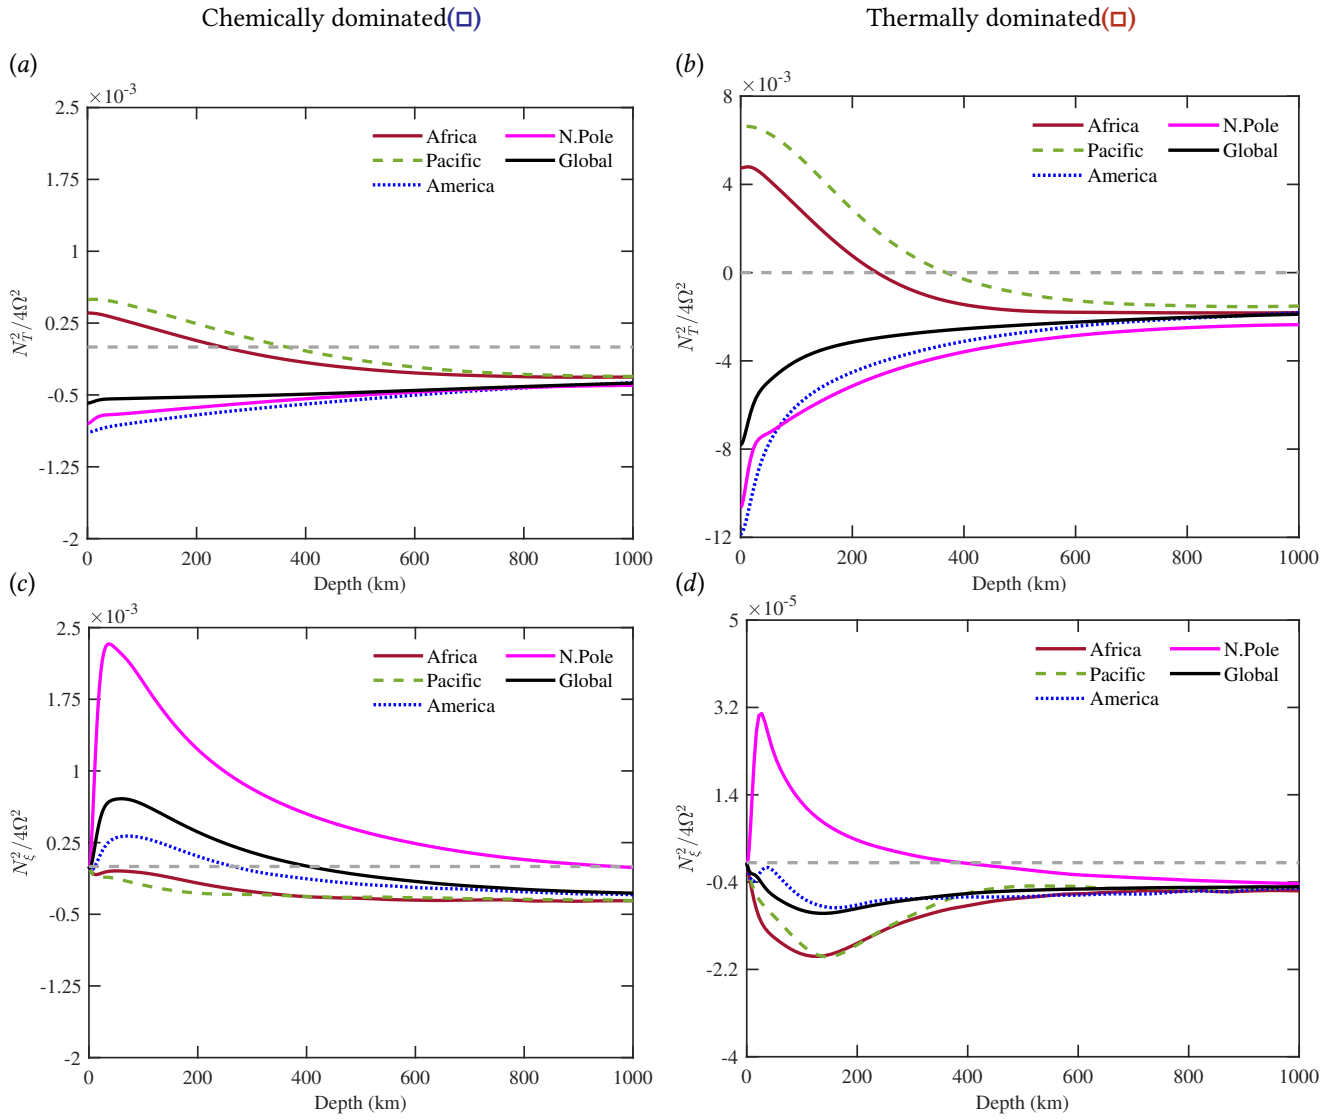 Chemically dominated(□)
Thermally dominated(□)
(a)
×10⁻³
2.5
1.75
1
0.25
-0.5
-1.25
-2
N²_T/4Ω²
Africa
Pacific
America
N.Pole
Global
0 200 400 600 800 1000
Depth (km)
(b)
×10⁻³
8
4
0
-4
-8
-12
N²_T/4Ω²
Africa
Pacific
America
N.Pole
Global
0 200 400 600 800 1000
Depth (km)
(c)
×10⁻³
2.5
1.75
1
0.25
-0.5
-1.25
-2
N²_ξ/4Ω²
Africa
Pacific
America
N.Pole
Global
0 200 400 600 800 1000
Depth (km)
(d)
×10⁻⁵
5
3.2
1.4
-0.4
-2.2
-4
N²_ξ/4Ω²
Africa
Pacific
America
N.Pole
Global
0 200 400 600 800 1000
Depth (km)